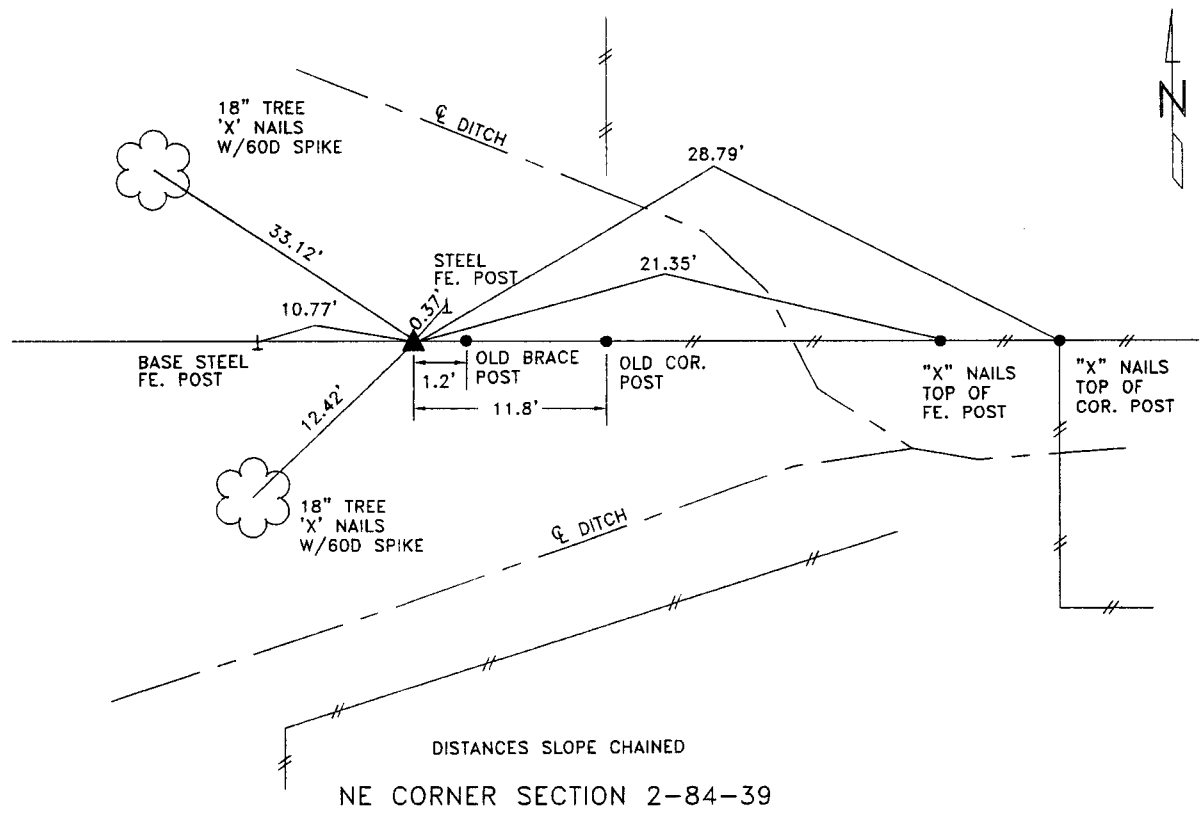 N
18" TREE
'X' NAILS
W/60D SPIKE
℄ DITCH
28.79'
33.12'
STEEL
FE. POST
21.35'
10.77'
0.37'
BASE STEEL
FE. POST
OLD BRACE
POST
OLD COR.
POST
1.2'
11.8'
"X" NAILS
TOP OF
FE. POST
"X" NAILS
TOP OF
COR. POST
12.42'
18" TREE
'X' NAILS
W/60D SPIKE
℄ DITCH
DISTANCES SLOPE CHAINED
NE CORNER SECTION 2-84-39